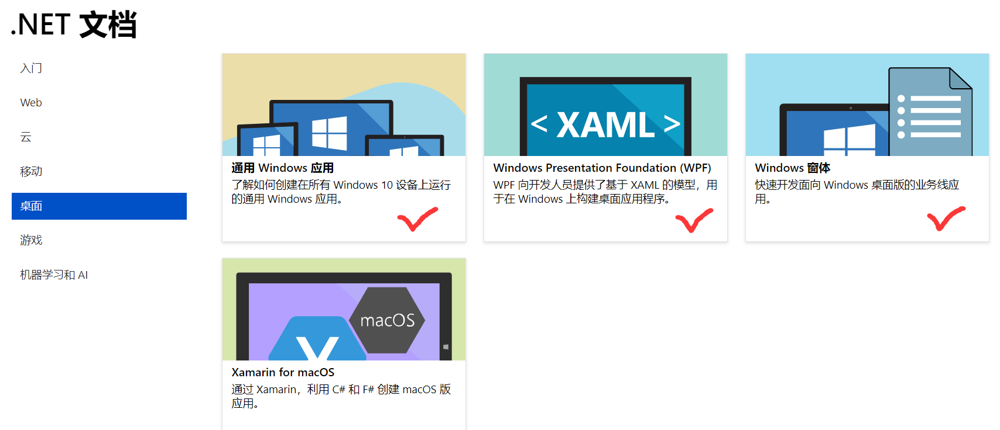 .NET 文档
入门
Web
云
移动
桌面
游戏
机器学习和 AI
通用 Windows 应用
了解如何创建在所有 Windows 10 设备上运行
的通用 Windows 应用。
< XAML >
Windows Presentation Foundation (WPF)
WPF 向开发人员提供了基于 XAML 的模型，用
于在 Windows 上构建桌面应用程序。
Windows 窗体
快速开发面向 Windows 桌面版的业务线应
用。
macOS
Xamarin for macOS
通过 Xamarin，利用 C# 和 F# 创建 macOS 版
应用。